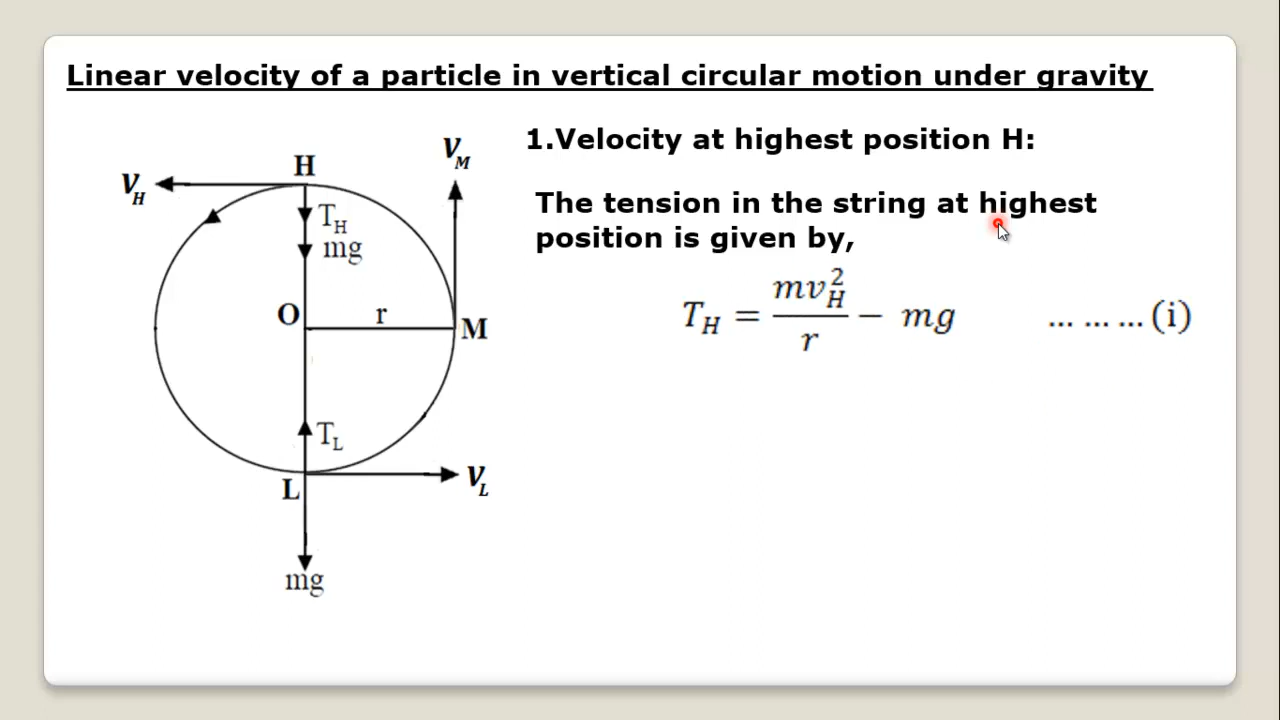 Linear velocity of a particle in vertical circular motion under gravity
1.Velocity at highest position H:
The tension in the string at highest
position is given by,
T_H = mv_H^2/r − mg ... ... ... (i)
H
V_M
V_H
T_H
mg
O
r
M
T_L
L
V_L
mg